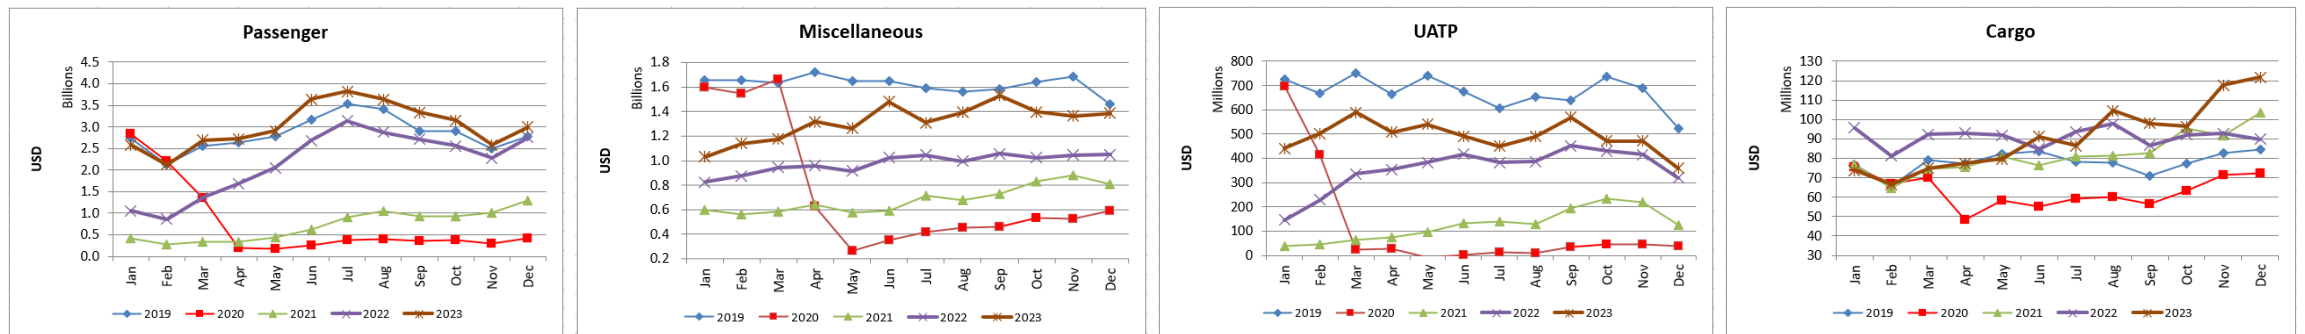 Passenger
USD
Billions
4.5
4.0
3.5
3.0
2.5
2.0
1.5
1.0
0.5
0.0
Jan Feb Mar Apr May Jun Jul Aug Sep Oct Nov Dec
2019 2020 2021 2022 2023
Miscellaneous
USD
Billions
1.8
1.6
1.4
1.2
1.0
0.8
0.6
0.4
0.2
Jan Feb Mar Apr May Jun Jul Aug Sep Oct Nov Dec
2019 2020 2021 2022 2023
UATP
USD
Millions
800
700
600
500
400
300
200
100
0
Jan Feb Mar Apr May Jun Jul Aug Sep Oct Nov Dec
2019 2020 2021 2022 2023
Cargo
USD
Millions
130
120
110
100
90
80
70
60
50
40
30
Jan Feb Mar Apr May Jun Jul Aug Sep Oct Nov Dec
2019 2020 2021 2022 2023